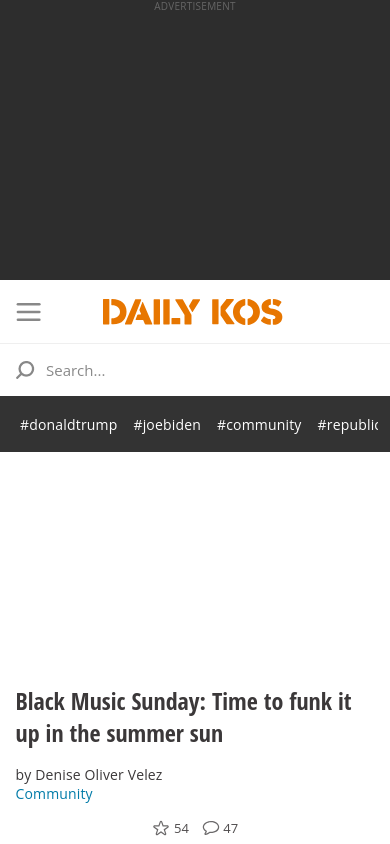 ADVERTISEMENT
DAILY KOS
Search...
#donaldtrump #joebiden #community #republic
Black Music Sunday: Time to funk it
up in the summer sun
by Denise Oliver Velez
Community
54 47